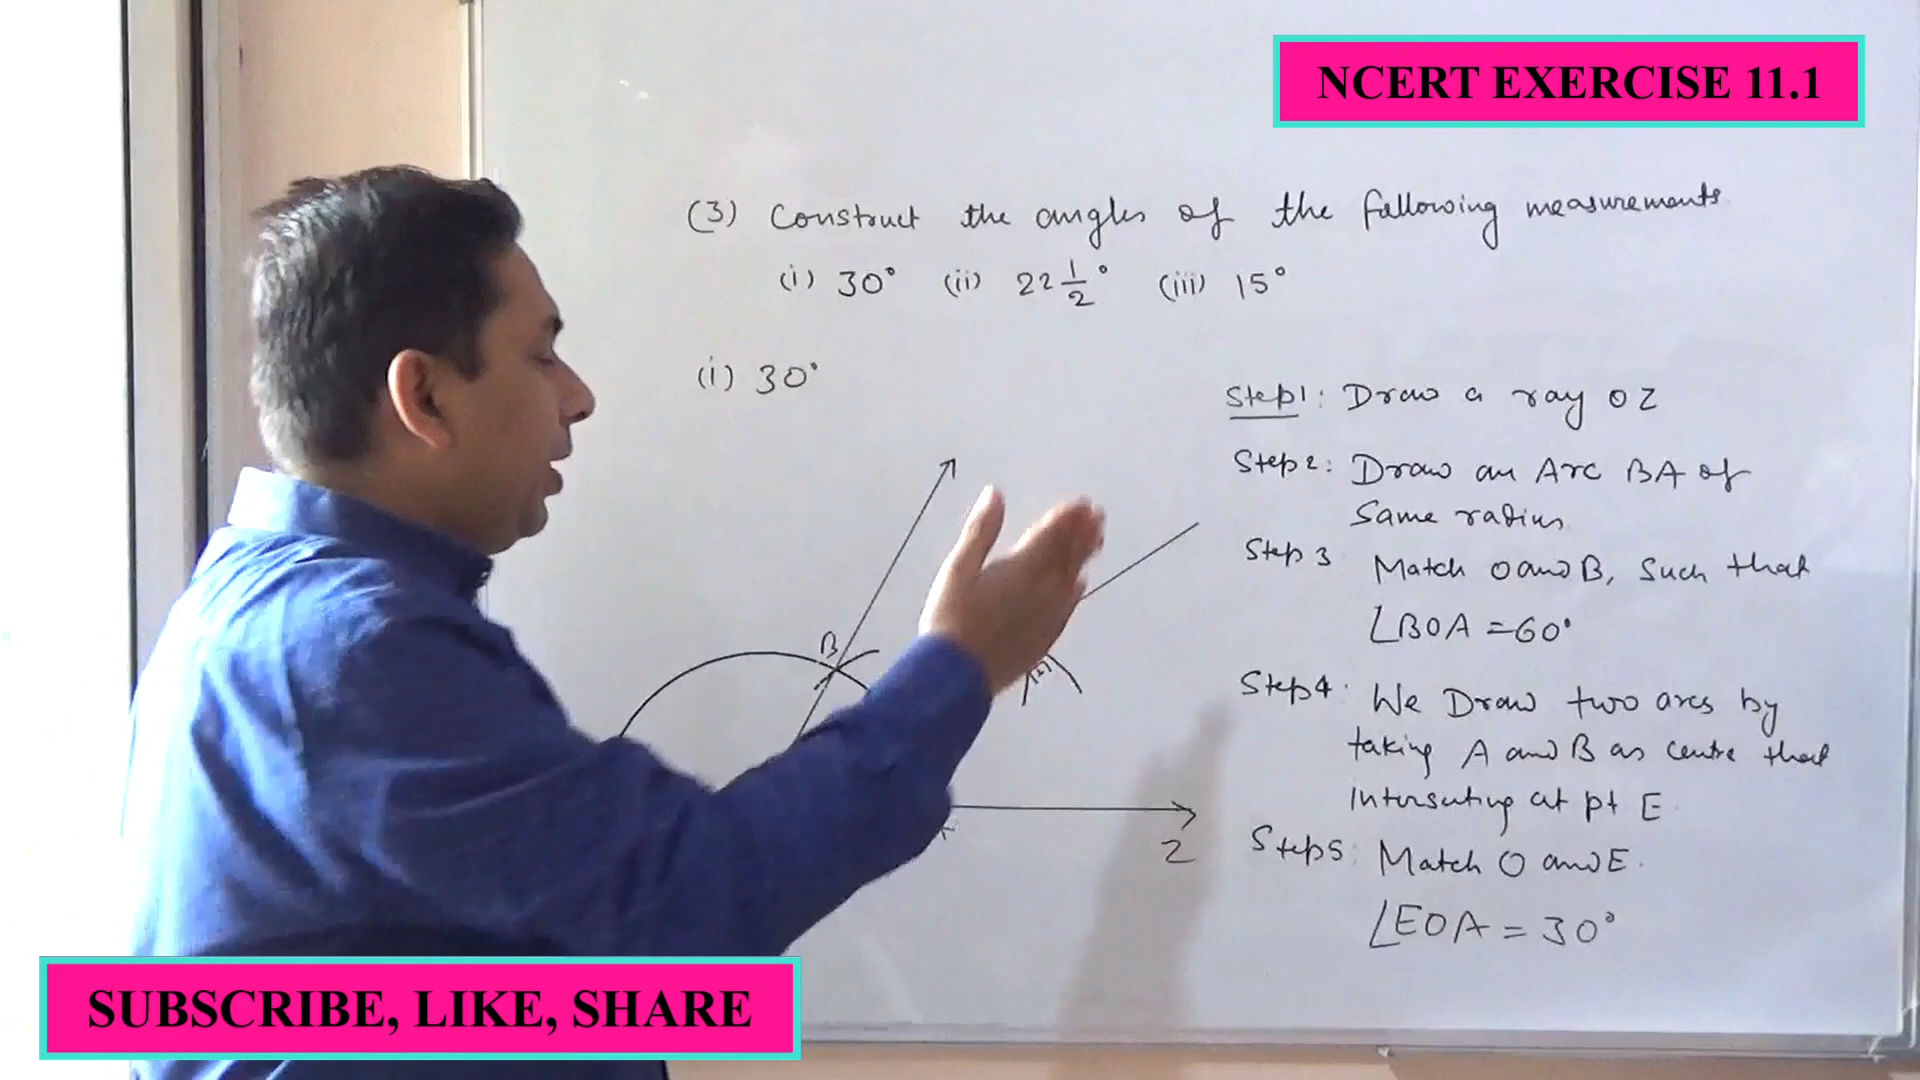 NCERT EXERCISE 11.1
(3) Construct the angles of the following measurements
(i) 30° (ii) 22 1/2° (iii) 15°
(i) 30°
Step1: Draw a ray OZ
Step2: Draw an Arc BA of
Same radius.
Step 3 Match O and B, Such that
∠BOA = 60°
Step4: We Draw two arcs by
taking A and B as centre that
intersuting at pt E.
Step5: Match O and E.
∠EOA = 30°
B
Z
SUBSCRIBE, LIKE, SHARE